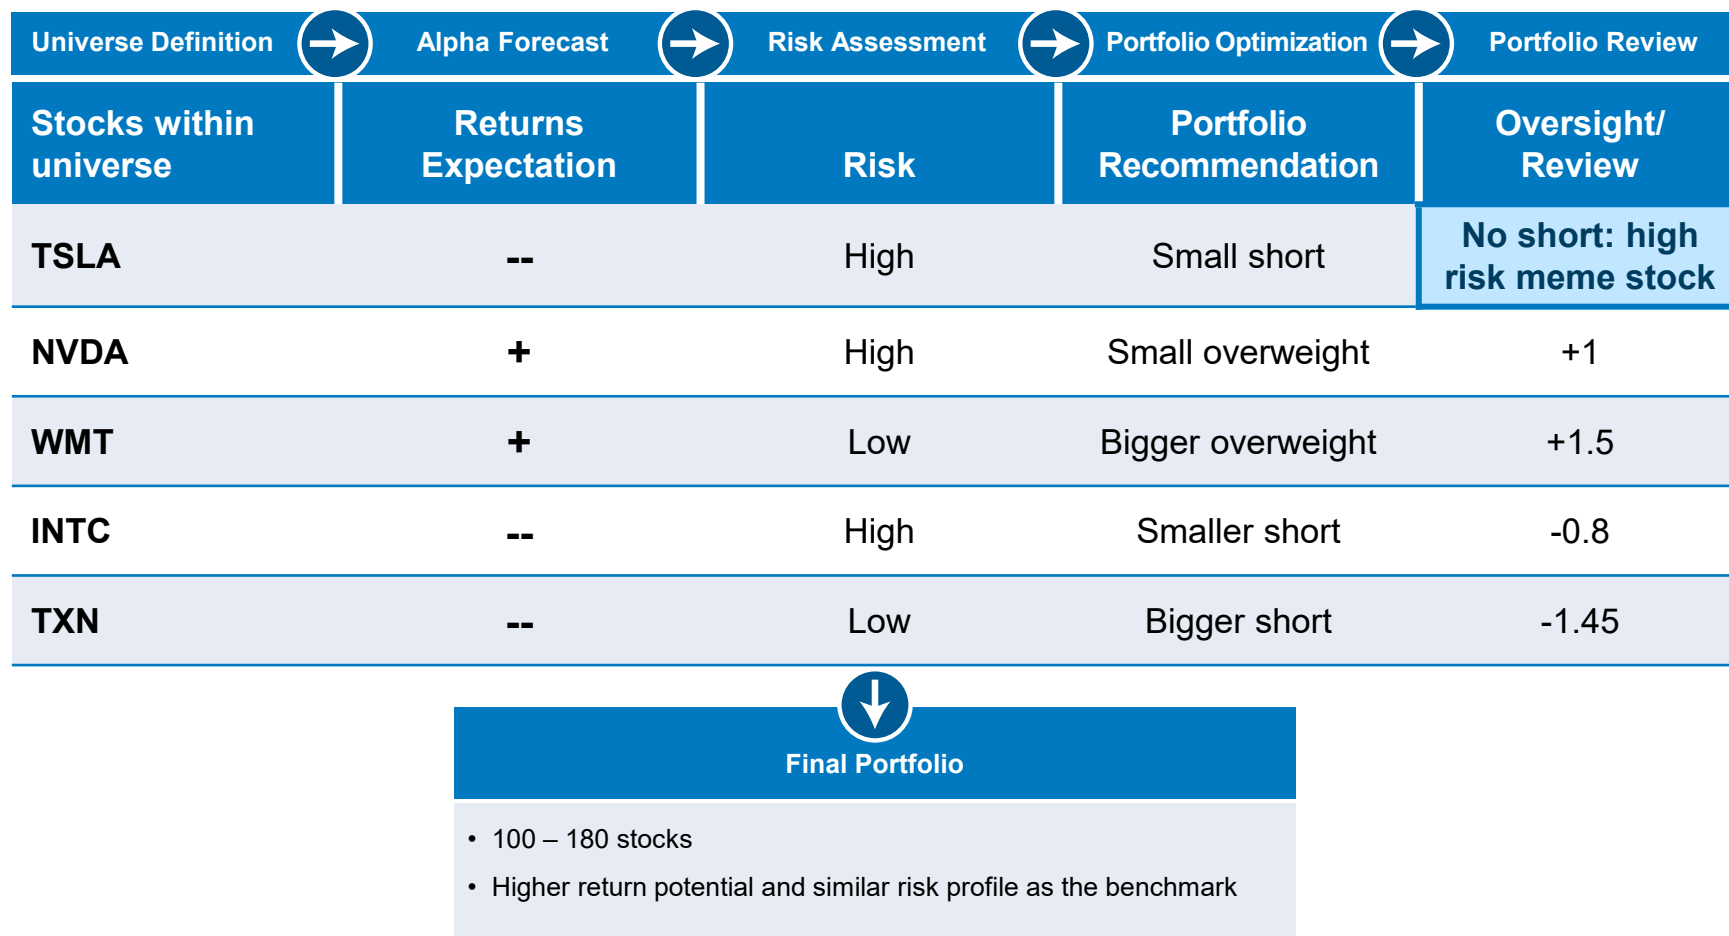 Universe Definition
Alpha Forecast
Risk Assessment
Portfolio Optimization
Portfolio Review
Stocks within
universe
Returns
Expectation
Risk
Portfolio
Recommendation
Oversight/
Review
TSLA
--
High
Small short
No short: high
risk meme stock
NVDA
+
High
Small overweight
+1
WMT
+
Low
Bigger overweight
+1.5
INTC
--
High
Smaller short
-0.8
TXN
--
Low
Bigger short
-1.45
Final Portfolio
• 100 – 180 stocks
• Higher return potential and similar risk profile as the benchmark